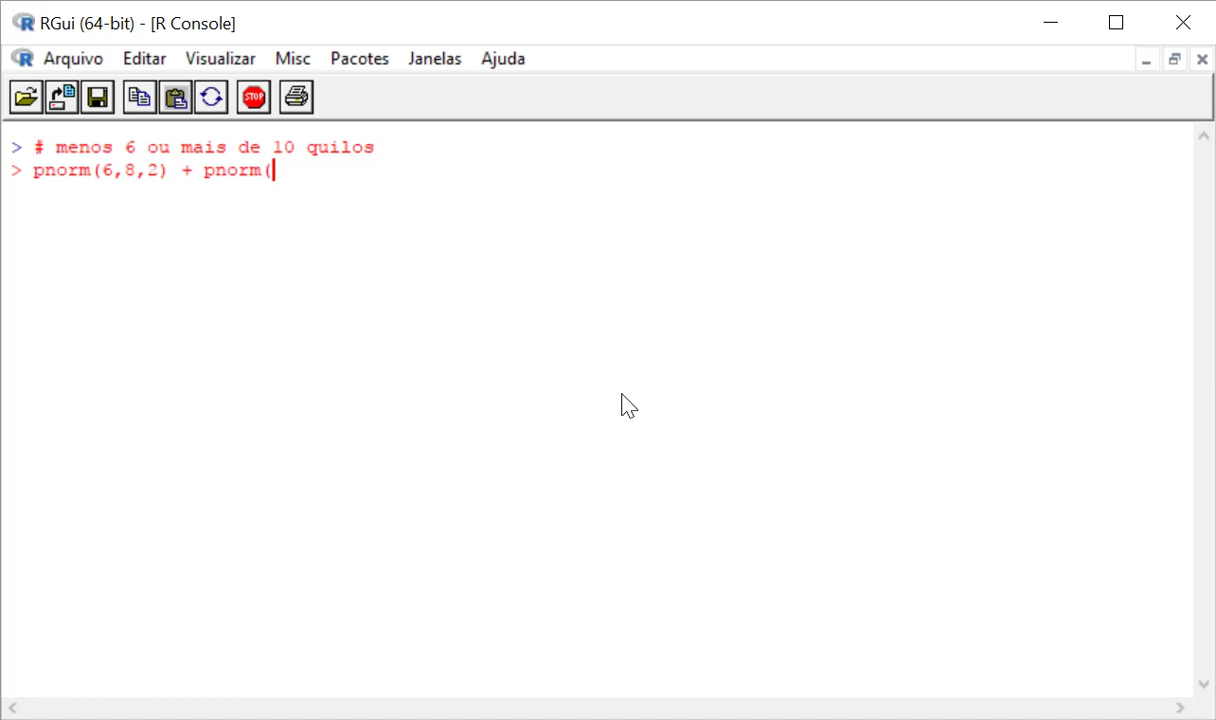 RGui (64-bit) - [R Console]
Arquivo Editar Visualizar Misc Pacotes Janelas Ajuda
STOP
> # menos 6 ou mais de 10 quilos
> pnorm(6,8,2) + pnorm(